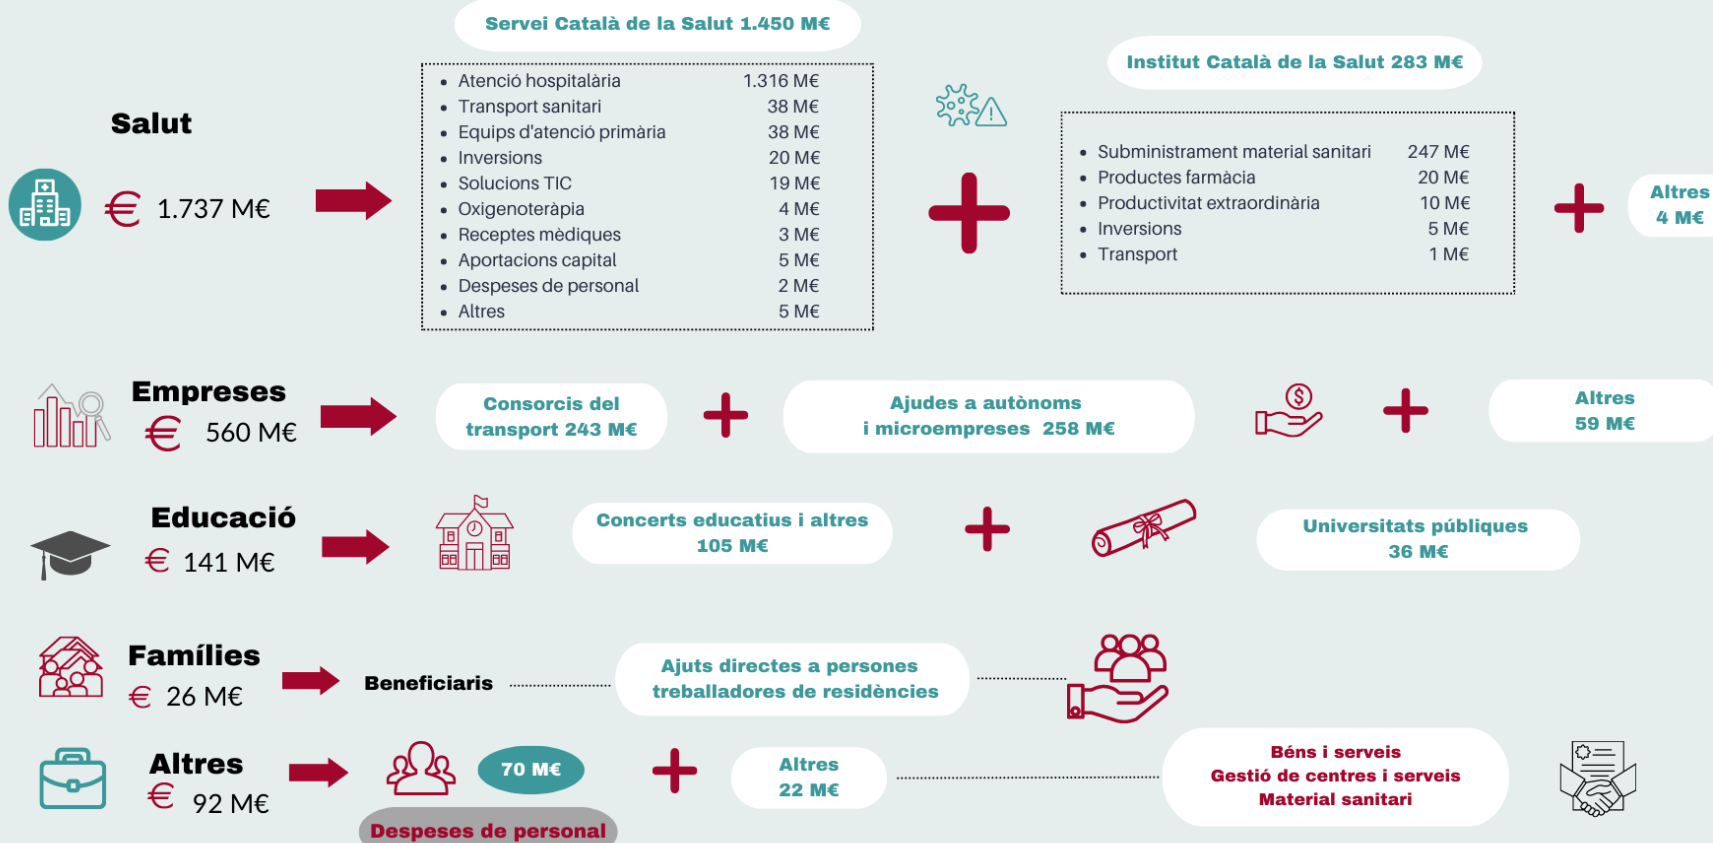 Salut
€ 1.737 M€
Servei Català de la Salut 1.450 M€
• Atenció hospitalària 1.316 M€
• Transport sanitari 38 M€
• Equips d'atenció primària 38 M€
• Inversions 20 M€
• Solucions TIC 19 M€
• Oxigenoteràpia 4 M€
• Receptes mèdiques 3 M€
• Aportacions capital 5 M€
• Despeses de personal 2 M€
• Altres 5 M€
Institut Català de la Salut 283 M€
• Subministrament material sanitari 247 M€
• Productes farmàcia 20 M€
• Productivitat extraordinària 10 M€
• Inversions 5 M€
• Transport 1 M€
Altres
4 M€
Empreses
€ 560 M€
Consorcis del
transport 243 M€
Ajudes a autònoms
i microempreses 258 M€
$
Altres
59 M€
Educació
€ 141 M€
Concerts educatius i altres
105 M€
Universitats públiques
36 M€
Famílies
€ 26 M€
Beneficiaris
Ajuts directes a persones
treballadores de residències
Altres
€ 92 M€
70 M€
Despeses de personal
Altres
22 M€
Béns i serveis
Gestió de centres i serveis
Material sanitari